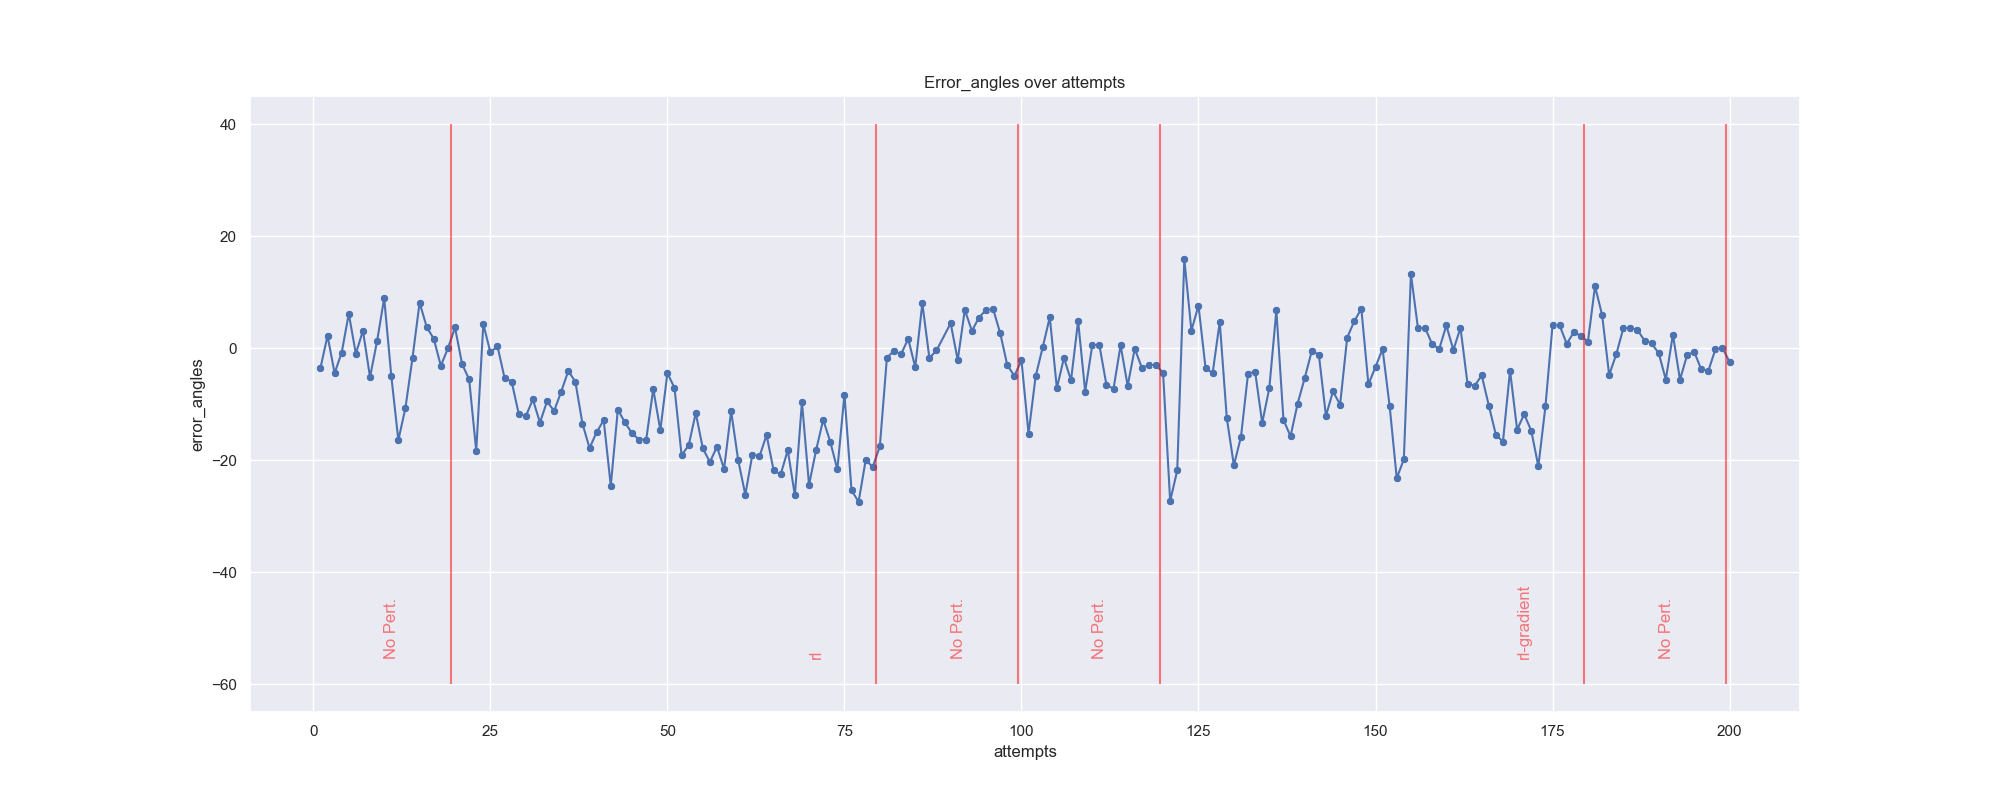 Error_angles over attempts
error_angles
40
20
0
−20
−40
−60
No Pert.
rl
No Pert.
No Pert.
rl-gradient
No Pert.
0
25
50
75
100
125
150
175
200
attempts